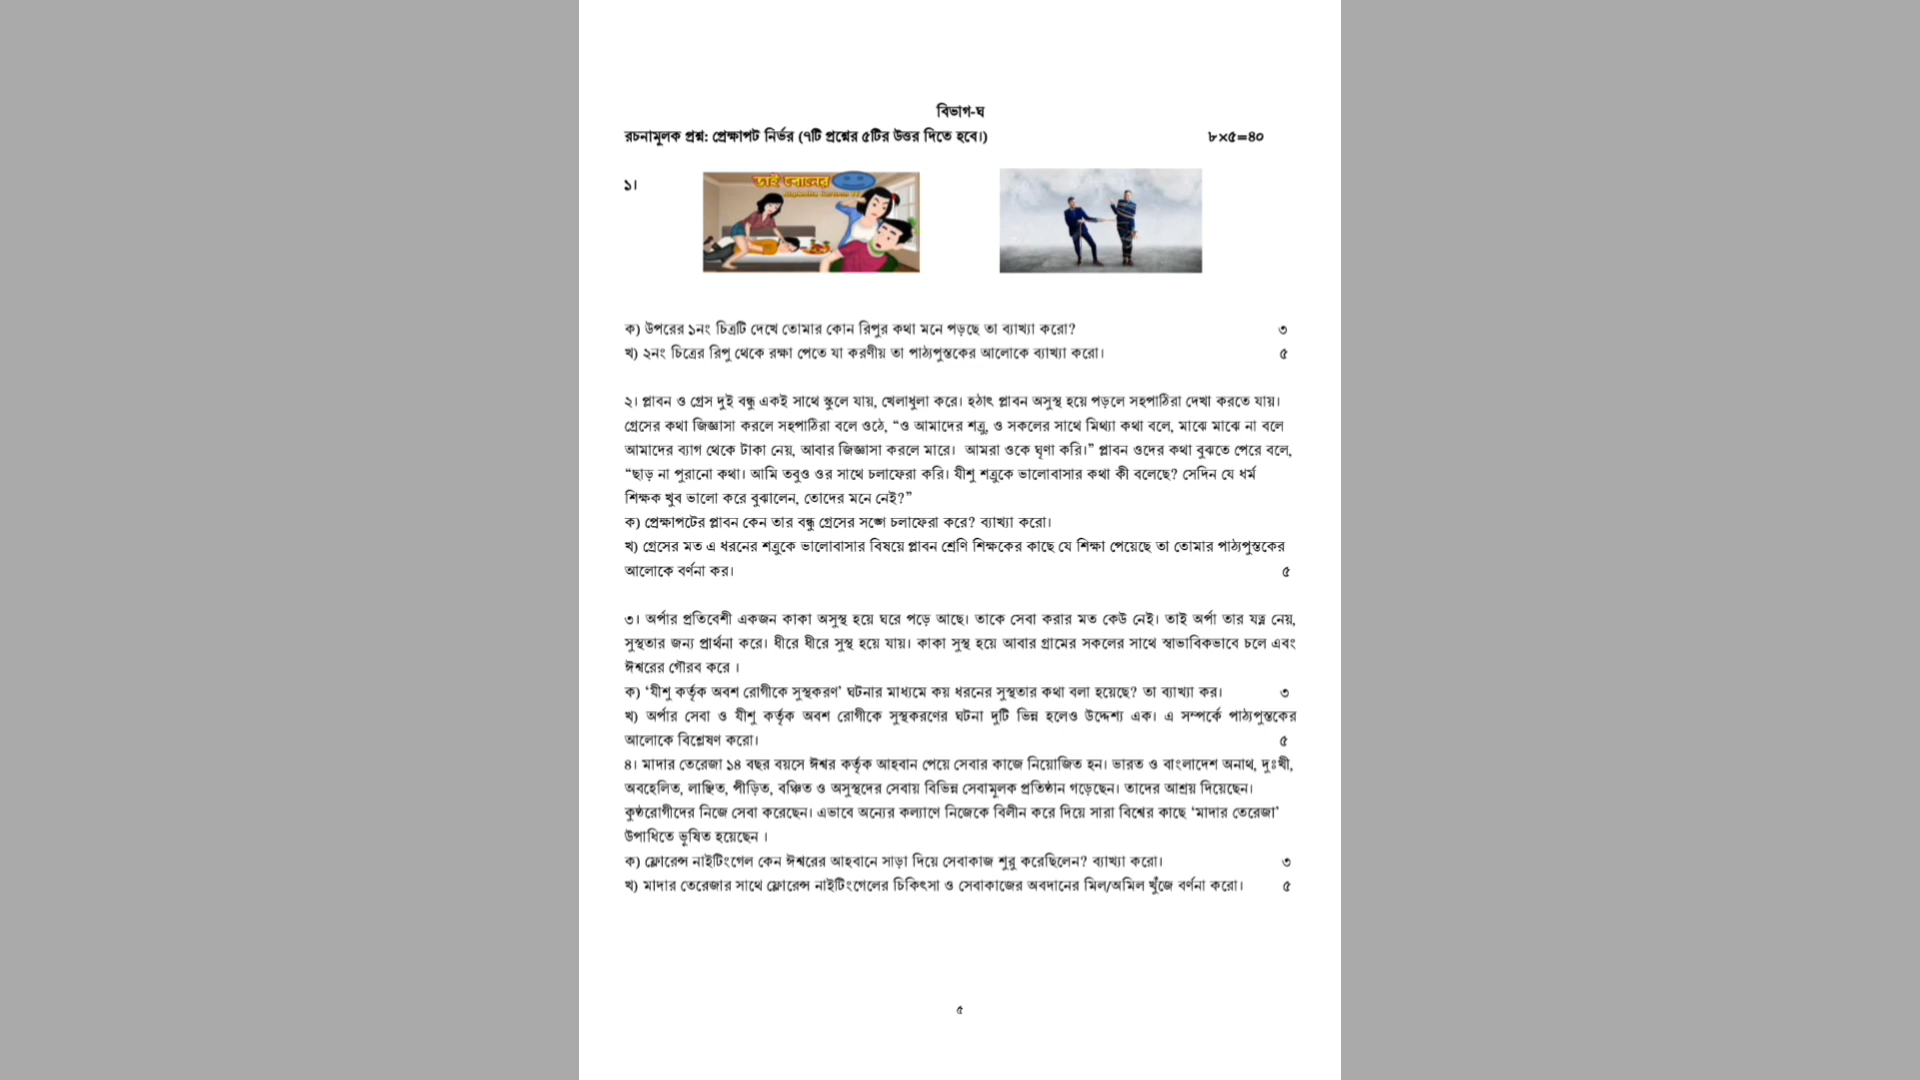 বিভাগ-ঘ
রচনামূলক প্রশ্ন: প্রেক্ষাপট নির্ভর (৭টি প্রশ্নের ৫টির উত্তর দিতে হবে।) ৮×৫=৪০
১।
ক) উপরের ১নং চিত্রটি দেখে তোমার কোন রিপুর কথা মনে পড়ছে তা ব্যাখ্যা করো? ৩
খ) ২নং চিত্রের রিপু থেকে রক্ষা পেতে যা করণীয় তা পাঠ্যপুস্তকের আলোকে ব্যাখ্যা করো। ৫
২। প্লাবন ও গ্রেস দুই বন্ধু একই সাথে স্কুলে যায়, খেলাধুলা করে। হঠাৎ প্লাবন অসুস্থ হয়ে পড়লে সহপাঠিরা দেখা করতে যায়।
গ্রেসের কথা জিজ্ঞাসা করলে সহপাঠিরা বলে ওঠে, “ও আমাদের শত্রু, ও সকলের সাথে মিথ্যা কথা বলে, মাঝে মাঝে না বলে
আমাদের ব্যাগ থেকে টাকা নেয়, আবার জিজ্ঞাসা করলে মারে। আমরা ওকে ঘৃণা করি।” প্লাবন ওদের কথা বুঝতে পেরে বলে,
“ছাড় না পুরানো কথা। আমি তবুও ওর সাথে চলাফেরা করি। যীশু শত্রুকে ভালোবাসার কথা কী বলেছে? সেদিন যে ধর্ম
শিক্ষক খুব ভালো করে বুঝালেন, তোদের মনে নেই?”
ক) প্রেক্ষাপটের প্লাবন কেন তার বন্ধু গ্রেসের সঙ্গে চলাফেরা করে? ব্যাখ্যা করো।
খ) গ্রেসের মত এ ধরনের শত্রুকে ভালোবাসার বিষয়ে প্লাবন শ্রেণি শিক্ষকের কাছে যে শিক্ষা পেয়েছে তা তোমার পাঠ্যপুস্তকের
আলোকে বর্ণনা কর। ৫
৩। অর্পার প্রতিবেশী একজন কাকা অসুস্থ হয়ে ঘরে পড়ে আছে। তাকে সেবা করার মত কেউ নেই। তাই অর্পা তার যত্ন নেয়,
সুস্থতার জন্য প্রার্থনা করে। ধীরে ধীরে সুস্থ হয়ে যায়। কাকা সুস্থ হয়ে আবার গ্রামের সকলের সাথে স্বাভাবিকভাবে চলে এবং
ঈশ্বরের গৌরব করে ।
ক) ‘যীশু কর্তৃক অবশ রোগীকে সুস্থকরণ’ ঘটনার মাধ্যমে কয় ধরনের সুস্থতার কথা বলা হয়েছে? তা ব্যাখ্যা কর। ৩
খ) অর্পার সেবা ও যীশু কর্তৃক অবশ রোগীকে সুস্থকরণের ঘটনা দুটি ভিন্ন হলেও উদ্দেশ্য এক। এ সম্পর্কে পাঠ্যপুস্তকের
আলোকে বিশ্লেষণ করো। ৫
৪। মাদার তেরেজা ১৪ বছর বয়সে ঈশ্বর কর্তৃক আহবান পেয়ে সেবার কাজে নিয়োজিত হন। ভারত ও বাংলাদেশ অনাথ, দুঃখী,
অবহেলিত, লাঞ্ছিত, পীড়িত, বঞ্চিত ও অসুস্থদের সেবায় বিভিন্ন সেবামূলক প্রতিষ্ঠান গড়েছেন। তাদের আশ্রয় দিয়েছেন।
কুষ্ঠরোগীদের নিজে সেবা করেছেন। এভাবে অন্যের কল্যাণে নিজেকে বিলীন করে দিয়ে সারা বিশ্বের কাছে ‘মাদার তেরেজা’
উপাধিতে ভূষিত হয়েছেন ।
ক) ফ্লোরেন্স নাইটিংগেল কেন ঈশ্বরের আহবানে সাড়া দিয়ে সেবাকাজ শুরু করেছিলেন? ব্যাখ্যা করো। ৩
খ) মাদার তেরেজার সাথে ফ্লোরেন্স নাইটিংগেলের চিকিৎসা ও সেবাকাজের অবদানের মিল/অমিল খুঁজে বর্ণনা করো। ৫
৫